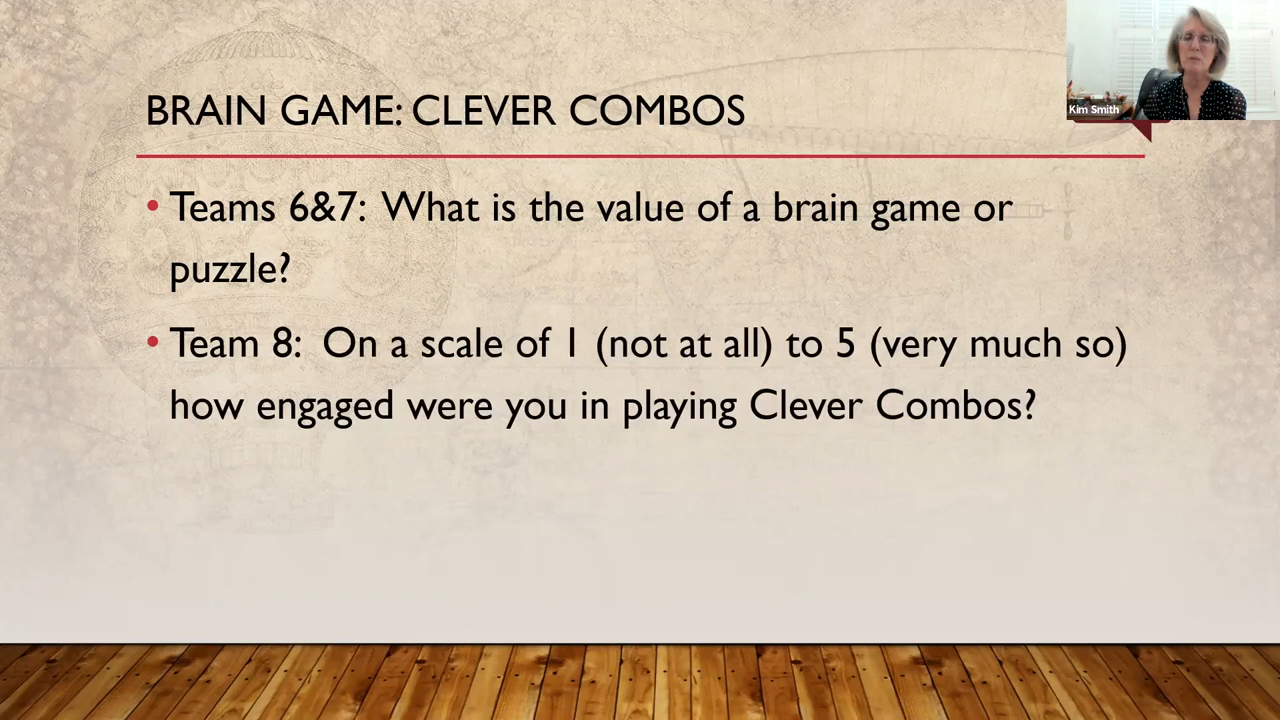 BRAIN GAME: CLEVER COMBOS
• Teams 6&7: What is the value of a brain game or
puzzle?
• Team 8: On a scale of 1 (not at all) to 5 (very much so)
how engaged were you in playing Clever Combos?
Kim Smith